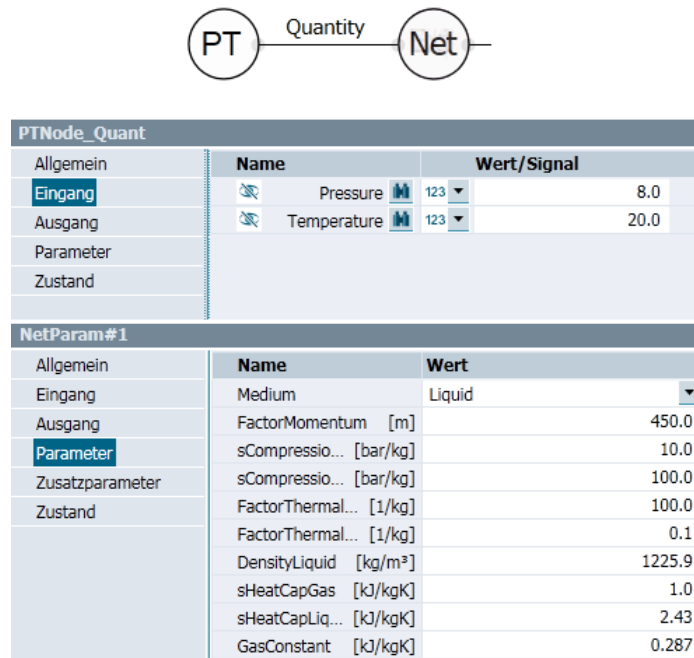 PT Quantity Net
PTNode_Quant
Allgemein Name Wert/Signal
Eingang Pressure 123 8.0
Ausgang Temperature 123 20.0
Parameter
Zustand
NetParam#1
Allgemein Name Wert
Eingang Medium Liquid
Ausgang FactorMomentum [m] 450.0
Parameter sCompressio... [bar/kg] 10.0
Zusatzparameter sCompressio... [bar/kg] 100.0
Zustand FactorThermal... [1/kg] 100.0
FactorThermal... [1/kg] 0.1
DensityLiquid [kg/m³] 1225.9
sHeatCapGas [kJ/kgK] 1.0
sHeatCapLiq... [kJ/kgK] 2.43
GasConstant [kJ/kgK] 0.287